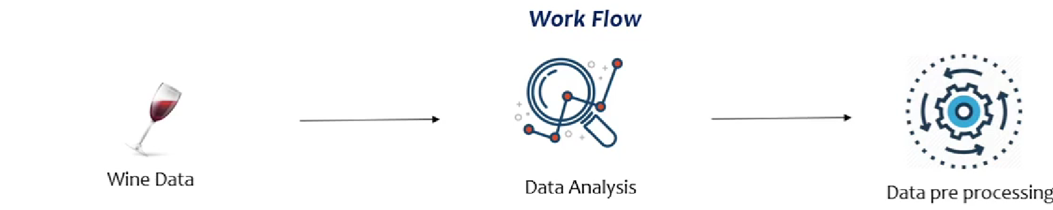 Work Flow
Wine Data
Data Analysis
Data pre processing